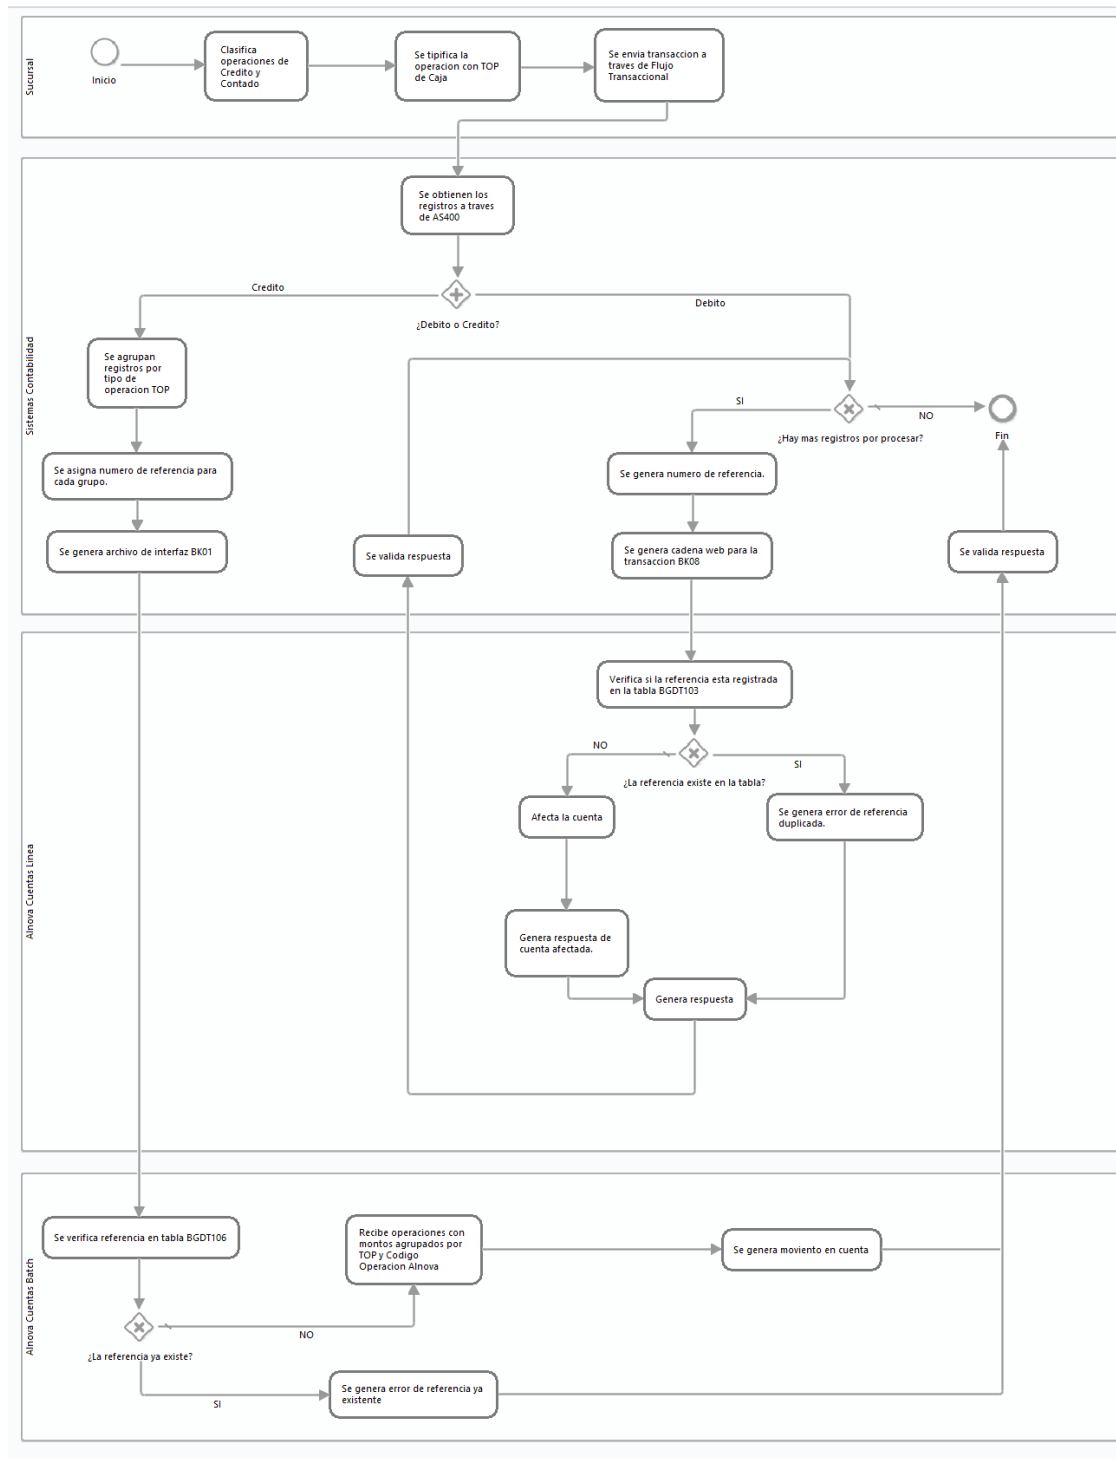 Sucursal
Inicio
Clasifica
operaciones de
Credito y
Contado
Se tipifica la
operacion con TOP
de Caja
Se envia transaccion a
traves de Flujo
Transaccional
Sistemas Contabilidad
Se obtienen los
registros a traves
de AS400
Credito
Debito
¿Debito o Credito?
Se agrupan
registros por
tipo de
operacion TOP
SI
NO
¿Hay mas registros por procesar?
Fin
Se asigna numero de referencia para
cada grupo.
Se genera numero de referencia.
Se genera archivo de interfaz BK01
Se valida respuesta
Se genera cadena web para la
transaccion BK08
Se valida respuesta
Alnova Cuentas Linea
Verifica si la referencia esta registrada
en la tabla BGDT103
NO
SI
¿La referencia existe en la tabla?
Afecta la cuenta
Se genera error de referencia
duplicada.
Genera respuesta de
cuenta afectada.
Genera respuesta
Alnova Cuentas Batch
Se verifica referencia en tabla BGDT106
Recibe operaciones con
montos agrupados por
TOP y Codigo
Operacion Alnova
Se genera moviento en cuenta
NO
¿La referencia ya existe?
SI
Se genera error de referencia ya
existente